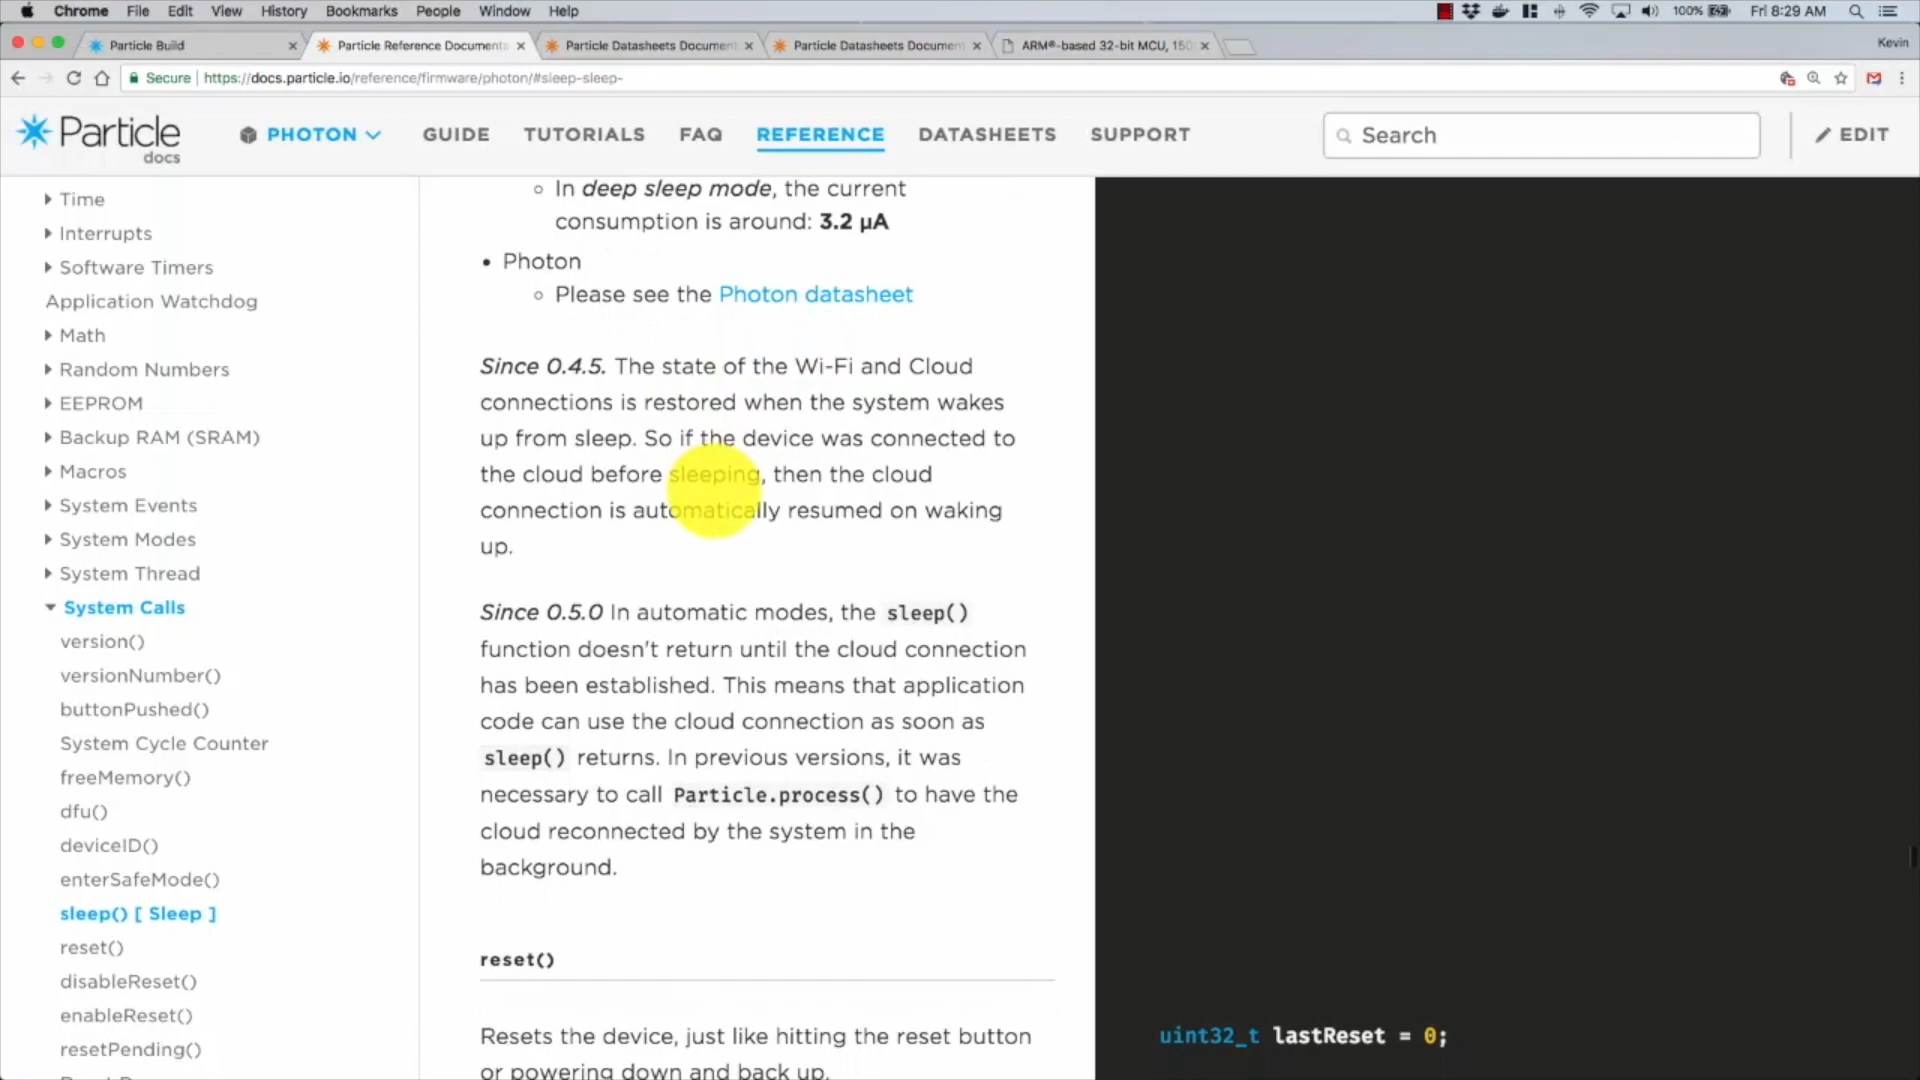 Chrome File Edit View History Bookmarks People Window Help 100% Fri 8:29 AM
Particle Build Particle Reference Documenta Particle Datasheets Document Particle Datasheets Document ARM®-based 32-bit MCU, 150 Kevin
Secure https://docs.particle.io/reference/firmware/photon/#sleep-sleep-
Particle docs PHOTON GUIDE TUTORIALS FAQ REFERENCE DATASHEETS SUPPORT Search EDIT
Time
Interrupts
Software Timers
Application Watchdog
Math
Random Numbers
EEPROM
Backup RAM (SRAM)
Macros
System Events
System Modes
System Thread
System Calls
version()
versionNumber()
buttonPushed()
System Cycle Counter
freeMemory()
dfu()
deviceID()
enterSafeMode()
sleep() [ Sleep ]
reset()
disableReset()
enableReset()
resetPending()
In deep sleep mode, the current
consumption is around: 3.2 µA
Photon
Please see the Photon datasheet
Since 0.4.5. The state of the Wi-Fi and Cloud
connections is restored when the system wakes
up from sleep. So if the device was connected to
the cloud before sleeping, then the cloud
connection is automatically resumed on waking
up.
Since 0.5.0 In automatic modes, the sleep()
function doesn't return until the cloud connection
has been established. This means that application
code can use the cloud connection as soon as
sleep() returns. In previous versions, it was
necessary to call Particle.process() to have the
cloud reconnected by the system in the
background.
reset()
Resets the device, just like hitting the reset button
or powering down and back up.
uint32_t lastReset = 0;